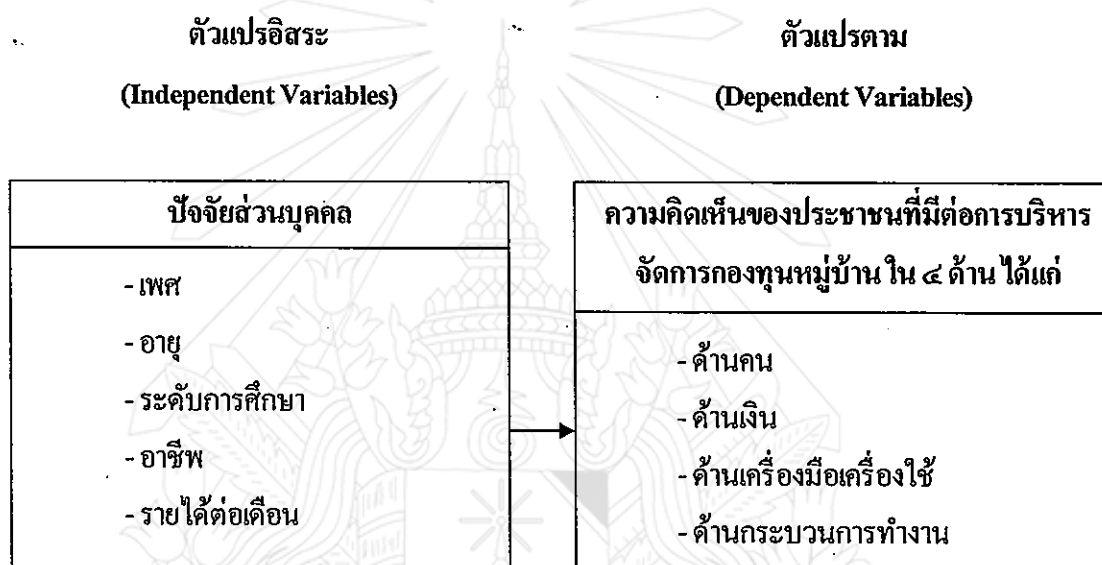 ตัวแปรอิสระ
(Independent Variables)
ตัวแปรตาม
(Dependent Variables)
ปัจจัยส่วนบุคคล
- เพศ
- อายุ
- ระดับการศึกษา
- อาชีพ
- รายได้ต่อเดือน
ความคิดเห็นของประชาชนที่มีต่อการบริหาร
จัดการกองทุนหมู่บ้าน ใน ๔ ด้าน ได้แก่
- ด้านคน
- ด้านเงิน
- ด้านเครื่องมือเครื่องใช้
- ด้านกระบวนการทำงาน